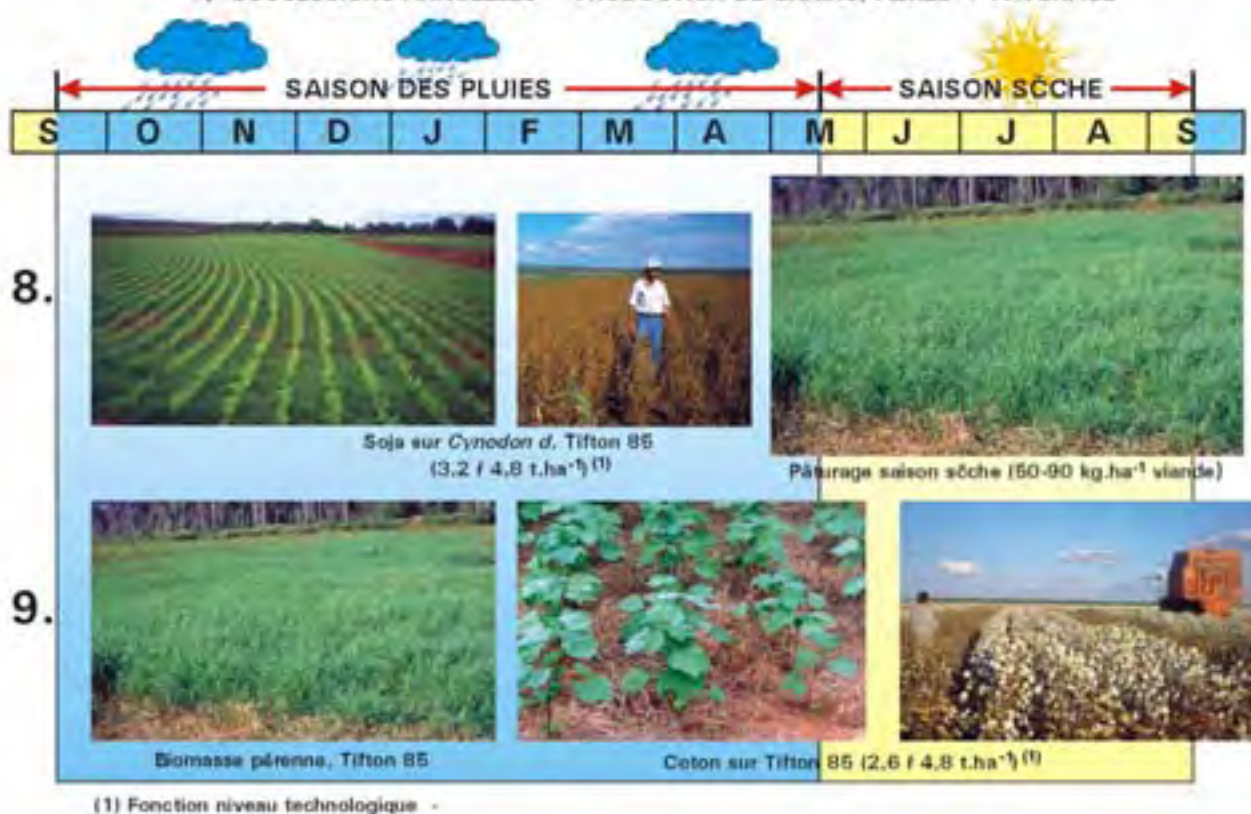 SAISON DES PLUIES SAISON SČCHE
S O N D J F M A M J J A S
8.
Soja sur Cynodon d. Tifton 85
(3,2 ŕ 4,8 t.ha⁻¹) (1)
Pâturage saison sčche (50-90 kg.ha⁻¹ viande)
9.
Biomasse pérenne, Tifton 85
Coton sur Tifton 85 (2,6 ŕ 4,8 t.ha⁻¹) (1)
(1) Fonction niveau technologique -